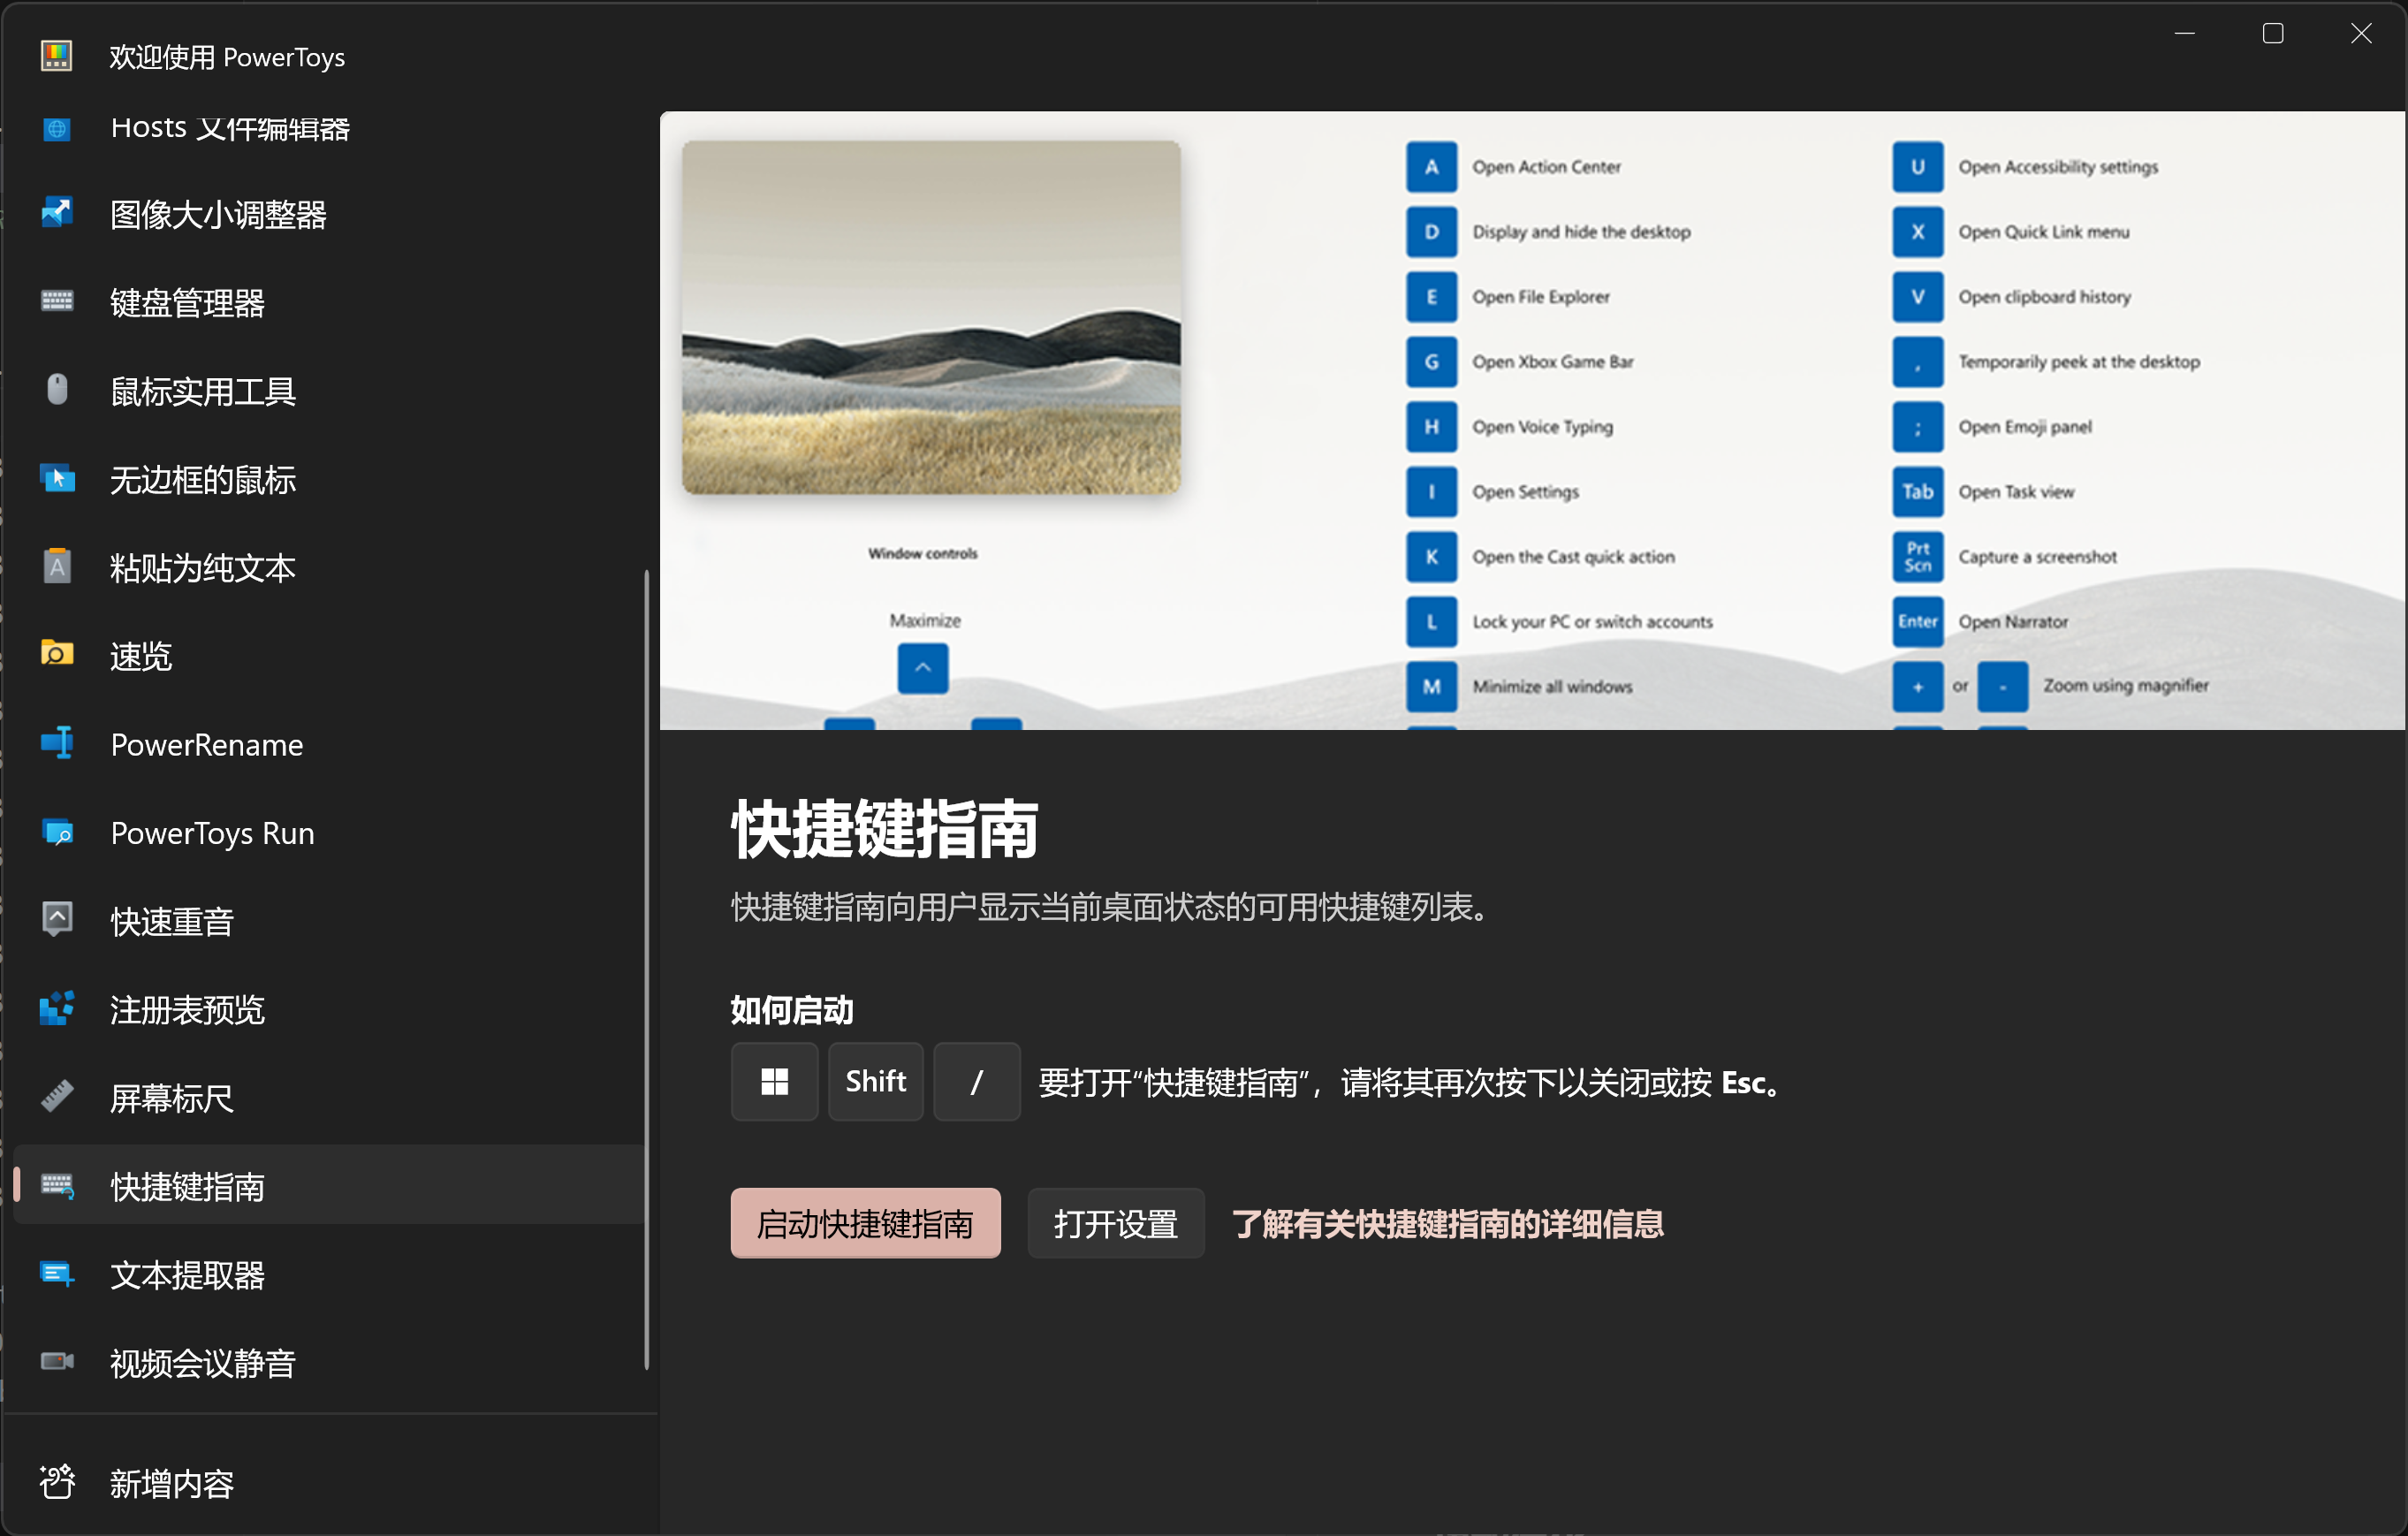 欢迎使用 PowerToys
Hosts 文件编辑器
图像大小调整器
键盘管理器
鼠标实用工具
无边框的鼠标
粘贴为纯文本
速览
PowerRename
PowerToys Run
快速重音
注册表预览
屏幕标尺
快捷键指南
文本提取器
视频会议静音
新增内容
Window controls
Maximize
A Open Action Center
D Display and hide the desktop
E Open File Explorer
G Open Xbox Game Bar
H Open Voice Typing
I Open Settings
K Open the Cast quick action
L Lock your PC or switch accounts
M Minimize all windows
U Open Accessibility settings
X Open Quick Link menu
V Open clipboard history
, Temporarily peek at the desktop
; Open Emoji panel
Tab Open Task view
Prt Scn Capture a screenshot
Enter Open Narrator
+ or - Zoom using magnifier
快捷键指南
快捷键指南向用户显示当前桌面状态的可用快捷键列表。
如何启动
Shift / 要打开“快捷键指南”，请将其再次按下以关闭或按 Esc。
启动快捷键指南 打开设置 了解有关快捷键指南的详细信息